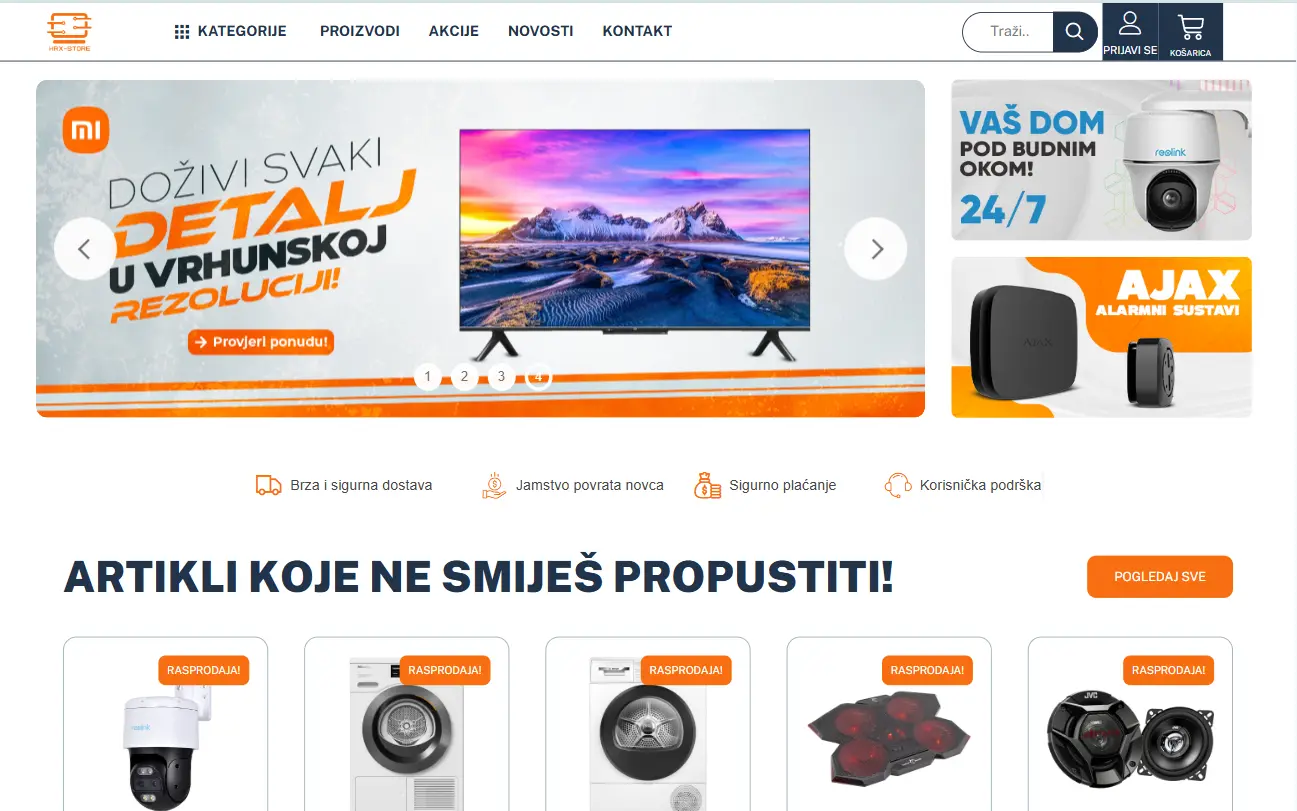 HAX-STORE
KATEGORIJE
PROIZVODI
AKCIJE
NOVOSTI
KONTAKT
Traži..
PRIJAVI SE
KOŠARICA
mi
DOŽIVI SVAKI
DETALJ
U VRHUNSKOJ
REZOLUCIJI!
→ Provjeri ponudu!
1 2 3 4
VAŠ DOM
POD BUDNIM
OKOM!
24/7
reolink
AJAX
ALARMNI SUSTAVI
AJAX
Brza i sigurna dostava
Jamstvo povrata novca
Sigurno plaćanje
Korisnička podrška
ARTIKLI KOJE NE SMIJEŠ PROPUSTITI!
POGLEDAJ SVE
RASPRODAJA!
reolink
RASPRODAJA!
RASPRODAJA!
RASPRODAJA!
RASPRODAJA!
JVC